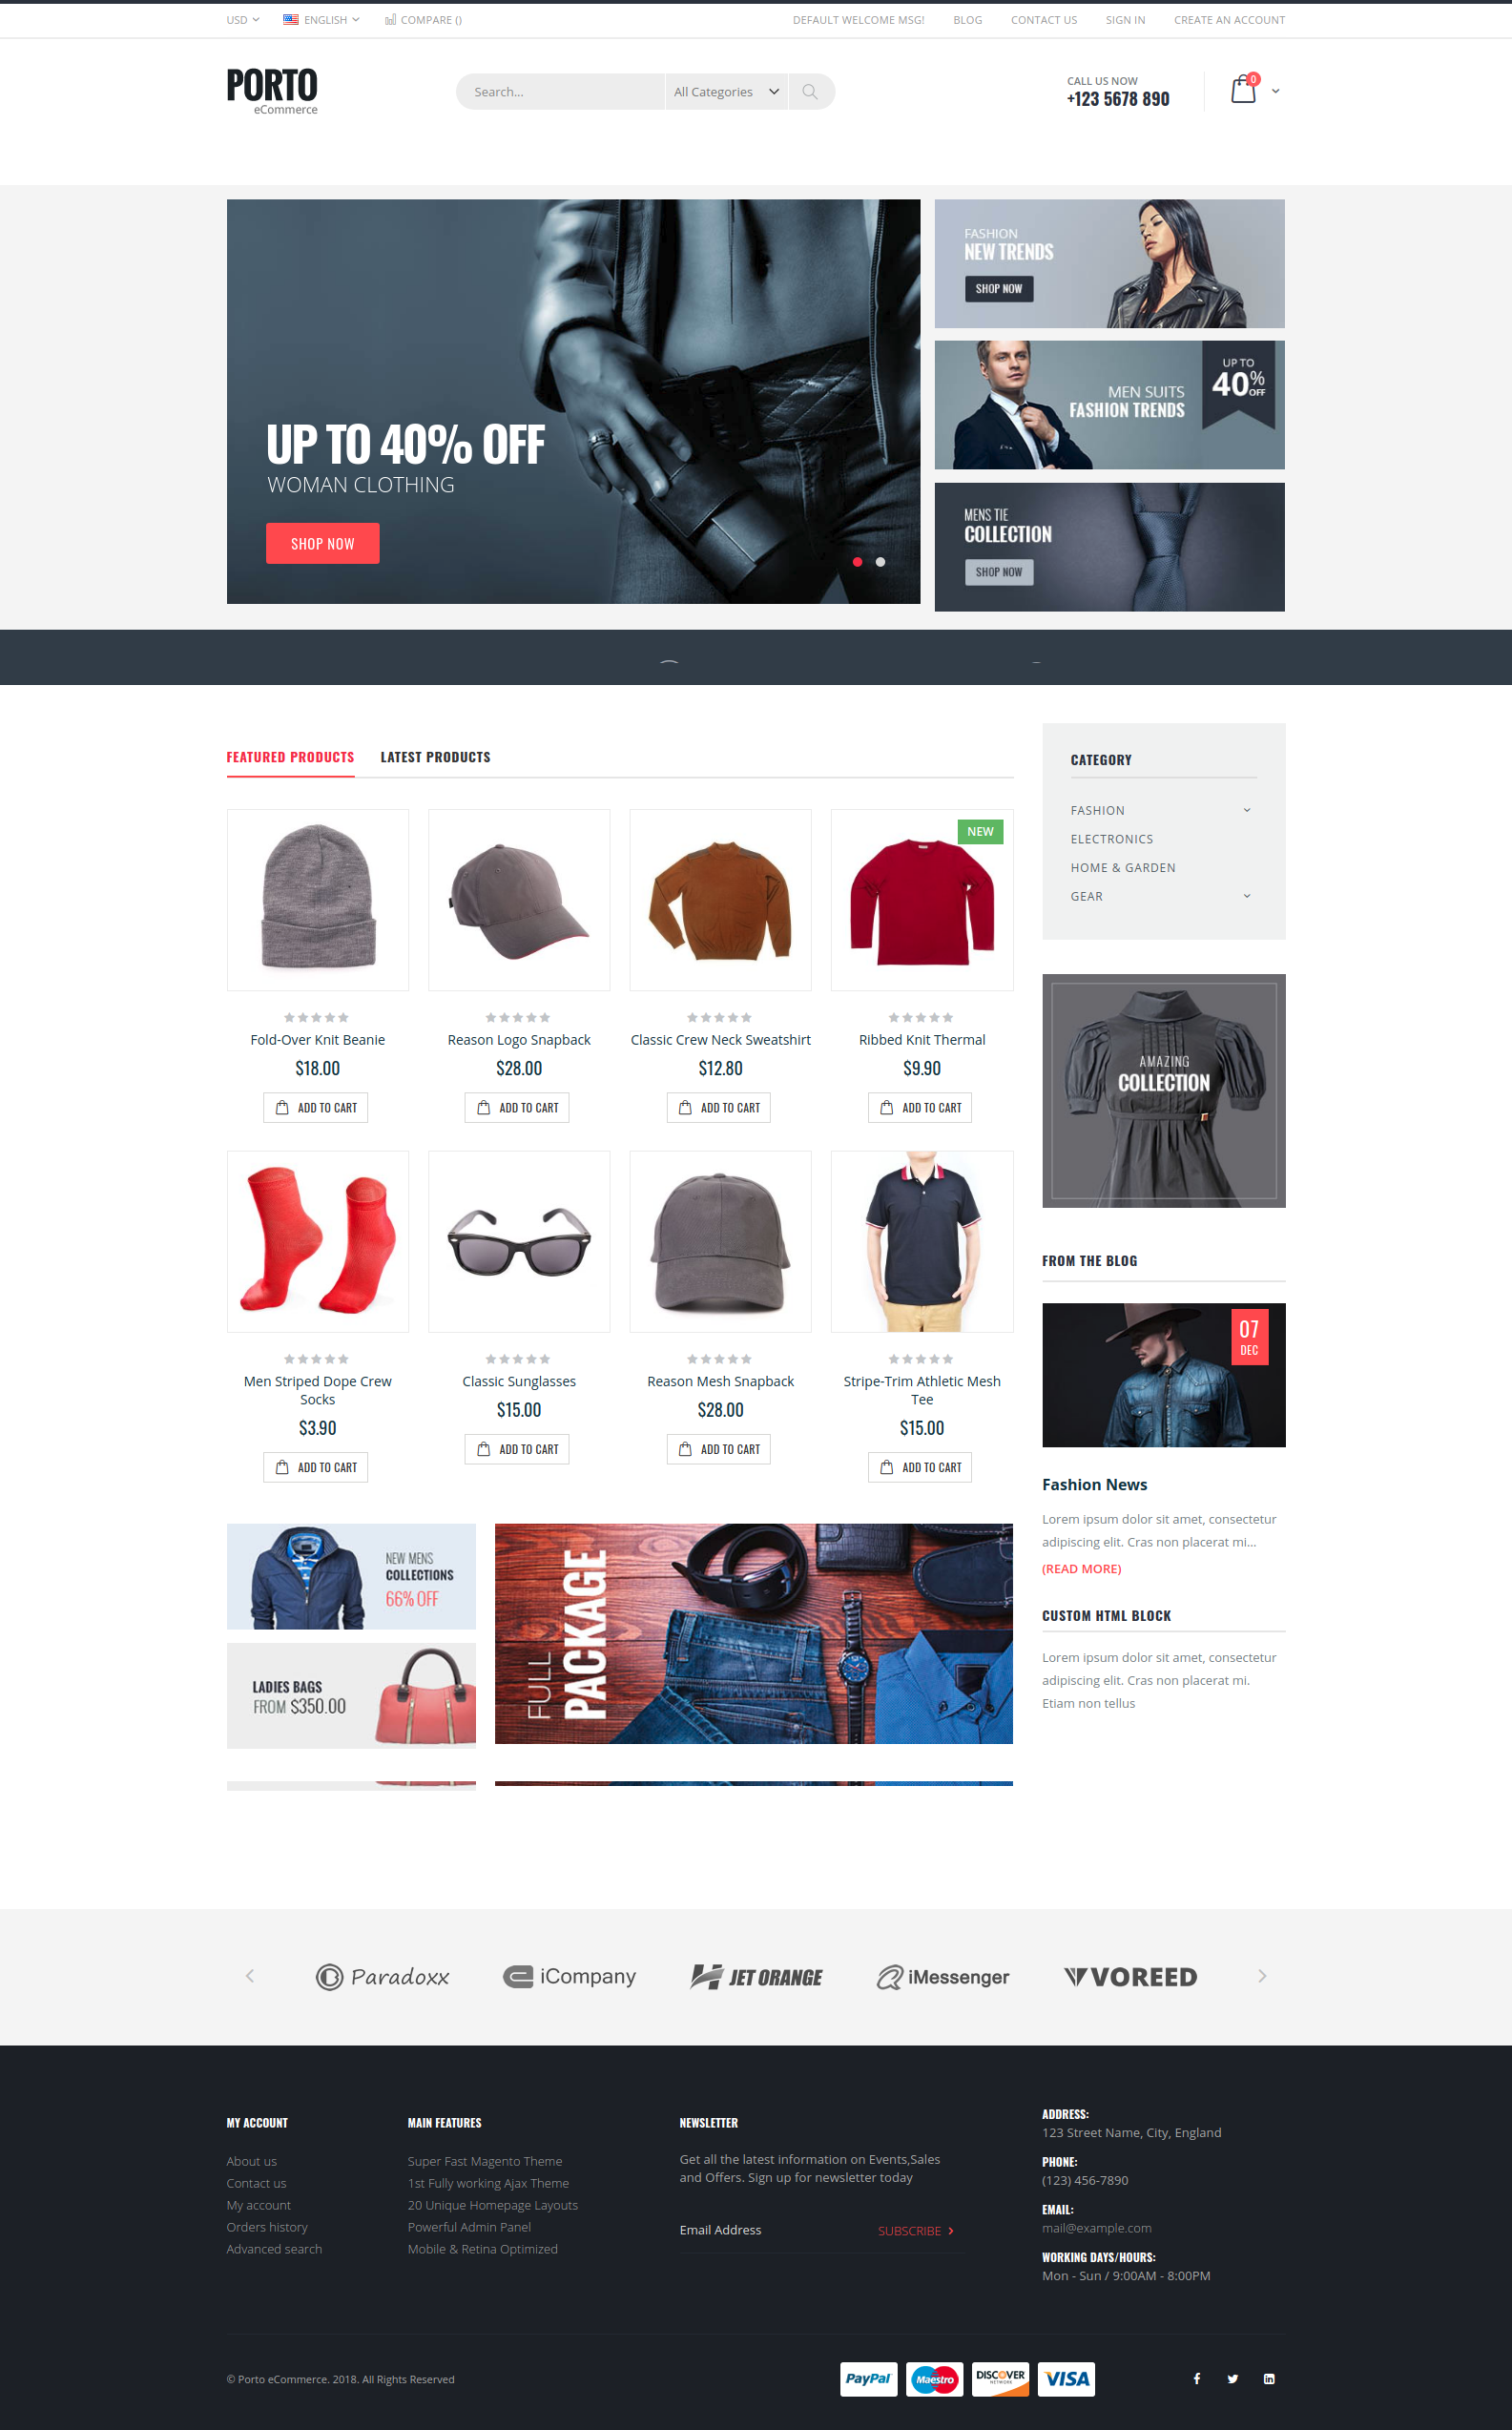 USD
ENGLISH
COMPARE ()
DEFAULT WELCOME MSG!
BLOG
CONTACT US
SIGN IN
CREATE AN ACCOUNT
PORTO
eCommerce
Search...
All Categories
CALL US NOW
+123 5678 890
0
UP TO 40% OFF
WOMAN CLOTHING
SHOP NOW
FASHION
NEW TRENDS
SHOP NOW
MEN SUITS
FASHION TRENDS
UP TO
40%
OFF
MENS TIE
COLLECTION
SHOP NOW
FEATURED PRODUCTS
LATEST PRODUCTS
NEW
Fold-Over Knit Beanie
$18.00
ADD TO CART
Reason Logo Snapback
$28.00
ADD TO CART
Classic Crew Neck Sweatshirt
$12.80
ADD TO CART
Ribbed Knit Thermal
$9.90
ADD TO CART
Men Striped Dope Crew
Socks
$3.90
ADD TO CART
Classic Sunglasses
$15.00
ADD TO CART
Reason Mesh Snapback
$28.00
ADD TO CART
Stripe-Trim Athletic Mesh
Tee
$15.00
ADD TO CART
NEW MENS
COLLECTIONS
66% OFF
LADIES BAGS
FROM $350.00
FULL
PACKAGE
CATEGORY
FASHION
ELECTRONICS
HOME & GARDEN
GEAR
AMAZING
COLLECTION
FROM THE BLOG
07
DEC
Fashion News
Lorem ipsum dolor sit amet, consectetur
adipiscing elit. Cras non placerat mi...
(READ MORE)
CUSTOM HTML BLOCK
Lorem ipsum dolor sit amet, consectetur
adipiscing elit. Cras non placerat mi.
Etiam non tellus
Paradoxx
iCompany
JET ORANGE
iMessenger
VOREED
MY ACCOUNT
About us
Contact us
My account
Orders history
Advanced search
MAIN FEATURES
Super Fast Magento Theme
1st Fully working Ajax Theme
20 Unique Homepage Layouts
Powerful Admin Panel
Mobile & Retina Optimized
NEWSLETTER
Get all the latest information on Events,Sales
and Offers. Sign up for newsletter today
Email Address
SUBSCRIBE
ADDRESS:
123 Street Name, City, England
PHONE:
(123) 456-7890
EMAIL:
mail@example.com
WORKING DAYS/HOURS:
Mon - Sun / 9:00AM - 8:00PM
© Porto eCommerce. 2018. All Rights Reserved
PayPal
Maestro
DISCOVER
NETWORK
VISA